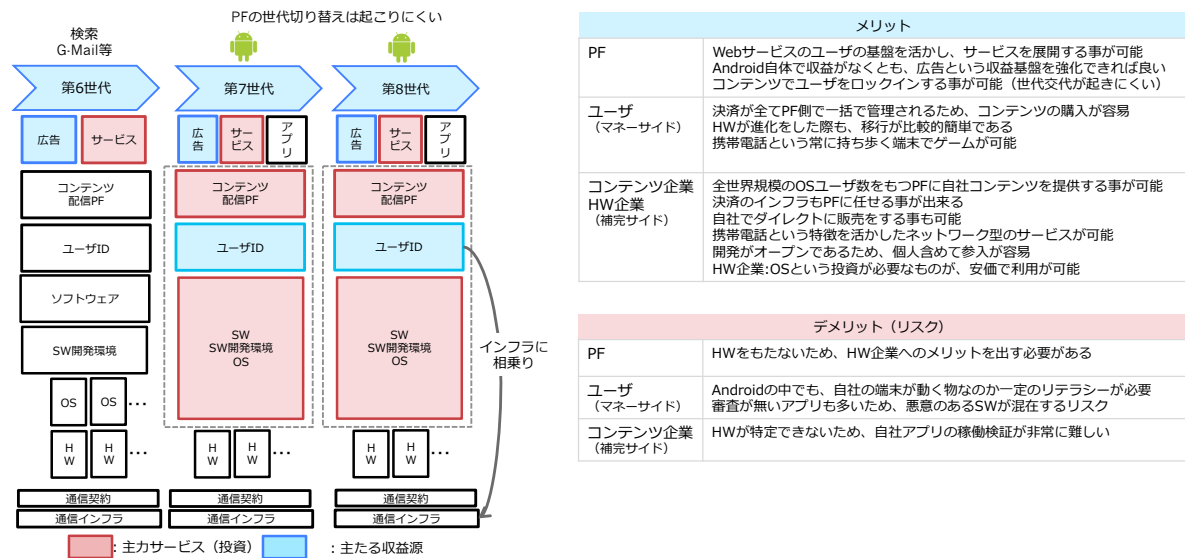 PFの世代切り替えは起こりにくい
検索
G-Mail等
第6世代
第7世代
第8世代
広告
サービス
広告
サービス
アプリ
広告
サービス
アプリ
コンテンツ
配信PF
コンテンツ
配信PF
コンテンツ
配信PF
ユーザID
ユーザID
ユーザID
ソフトウェア
SW開発環境
SW
SW開発環境
OS
SW
SW開発環境
OS
インフラに
相乗り
OS
OS
…
HW
HW
…
HW
HW
…
HW
HW
…
通信契約
通信契約
通信契約
通信インフラ
通信インフラ
通信インフラ
:主力サービス（投資）
:主たる収益源
メリット
PF
Webサービスのユーザの基盤を活かし、サービスを展開する事が可能
Android自体で収益がなくとも、広告という収益基盤を強化できれば良い
コンテンツでユーザをロックインする事が可能（世代交代が起きにくい）
ユーザ
（マネーサイド）
決済が全てPF側で一括で管理されるため、コンテンツの購入が容易
HWが進化をした際も、移行が比較的簡単である
携帯電話という常に持ち歩く端末でゲームが可能
コンテンツ企業
HW企業
（補完サイド）
全世界規模のOSユーザ数をもつPFに自社コンテンツを提供する事が可能
決済のインフラもPFに任せる事が出来る
自社でダイレクトに販売をする事も可能
携帯電話という特徴を活かしたネットワーク型のサービスが可能
開発がオープンであるため、個人含めて参入が容易
HW企業:OSという投資が必要なものが、安価で利用が可能
デメリット（リスク）
PF
HWをもたないため、HW企業へのメリットを出す必要がある
ユーザ
（マネーサイド）
Androidの中でも、自社の端末が動く物なのか一定のリテラシーが必要
審査が無いアプリも多いため、悪意のあるSWが混在するリスク
コンテンツ企業
（補完サイド）
HWが特定できないため、自社アプリの稼働検証が非常に難しい